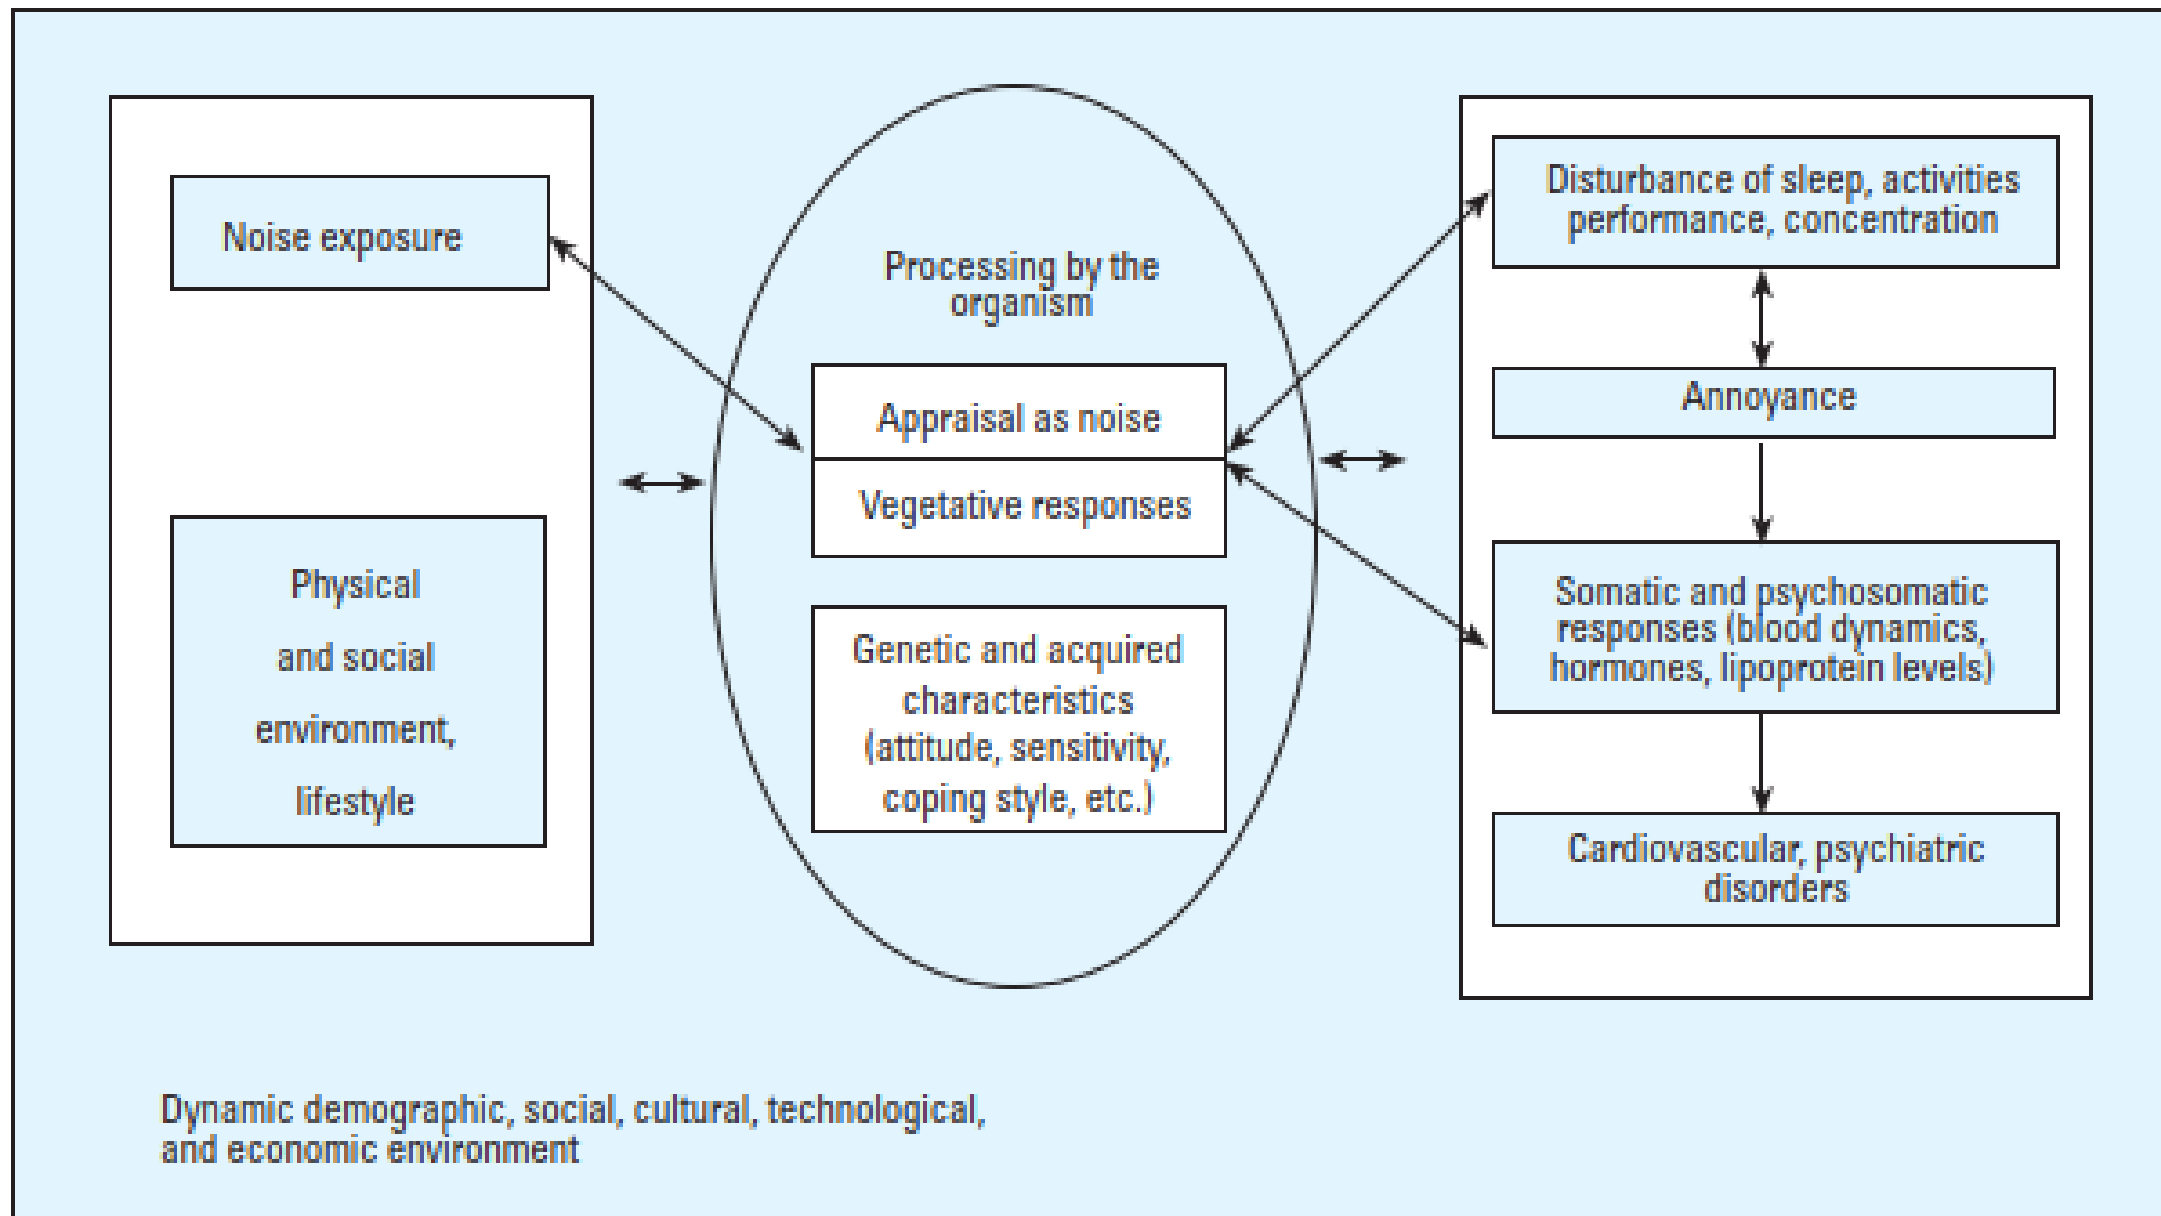 Noise exposure
Physical
and social
environment,
lifestyle
Processing by the
organism
Appraisal as noise
Vegetative responses
Genetic and acquired
characteristics
(attitude, sensitivity,
coping style, etc.)
Disturbance of sleep, activities
performance, concentration
Annoyance
Somatic and psychosomatic
responses (blood dynamics,
hormones, lipoprotein levels)
Cardiovascular, psychiatric
disorders
Dynamic demographic, social, cultural, technological,
and economic environment